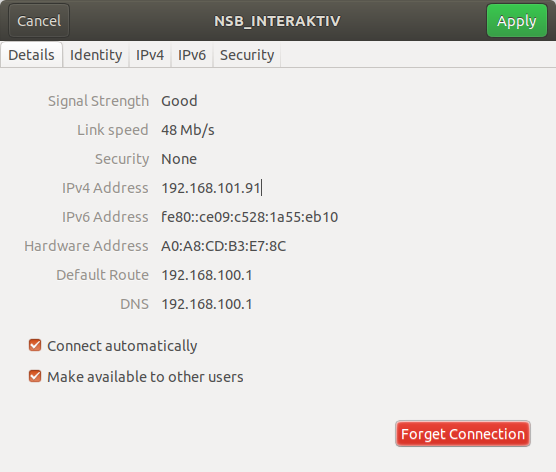 Cancel NSB_INTERAKTIV Apply
Details Identity IPv4 IPv6 Security
Signal Strength Good
Link speed 48 Mb/s
Security None
IPv4 Address 192.168.101.91
IPv6 Address fe80::ce09:c528:1a55:eb10
Hardware Address A0:A8:CD:B3:E7:8C
Default Route 192.168.100.1
DNS 192.168.100.1
Connect automatically
Make available to other users
Forget Connection